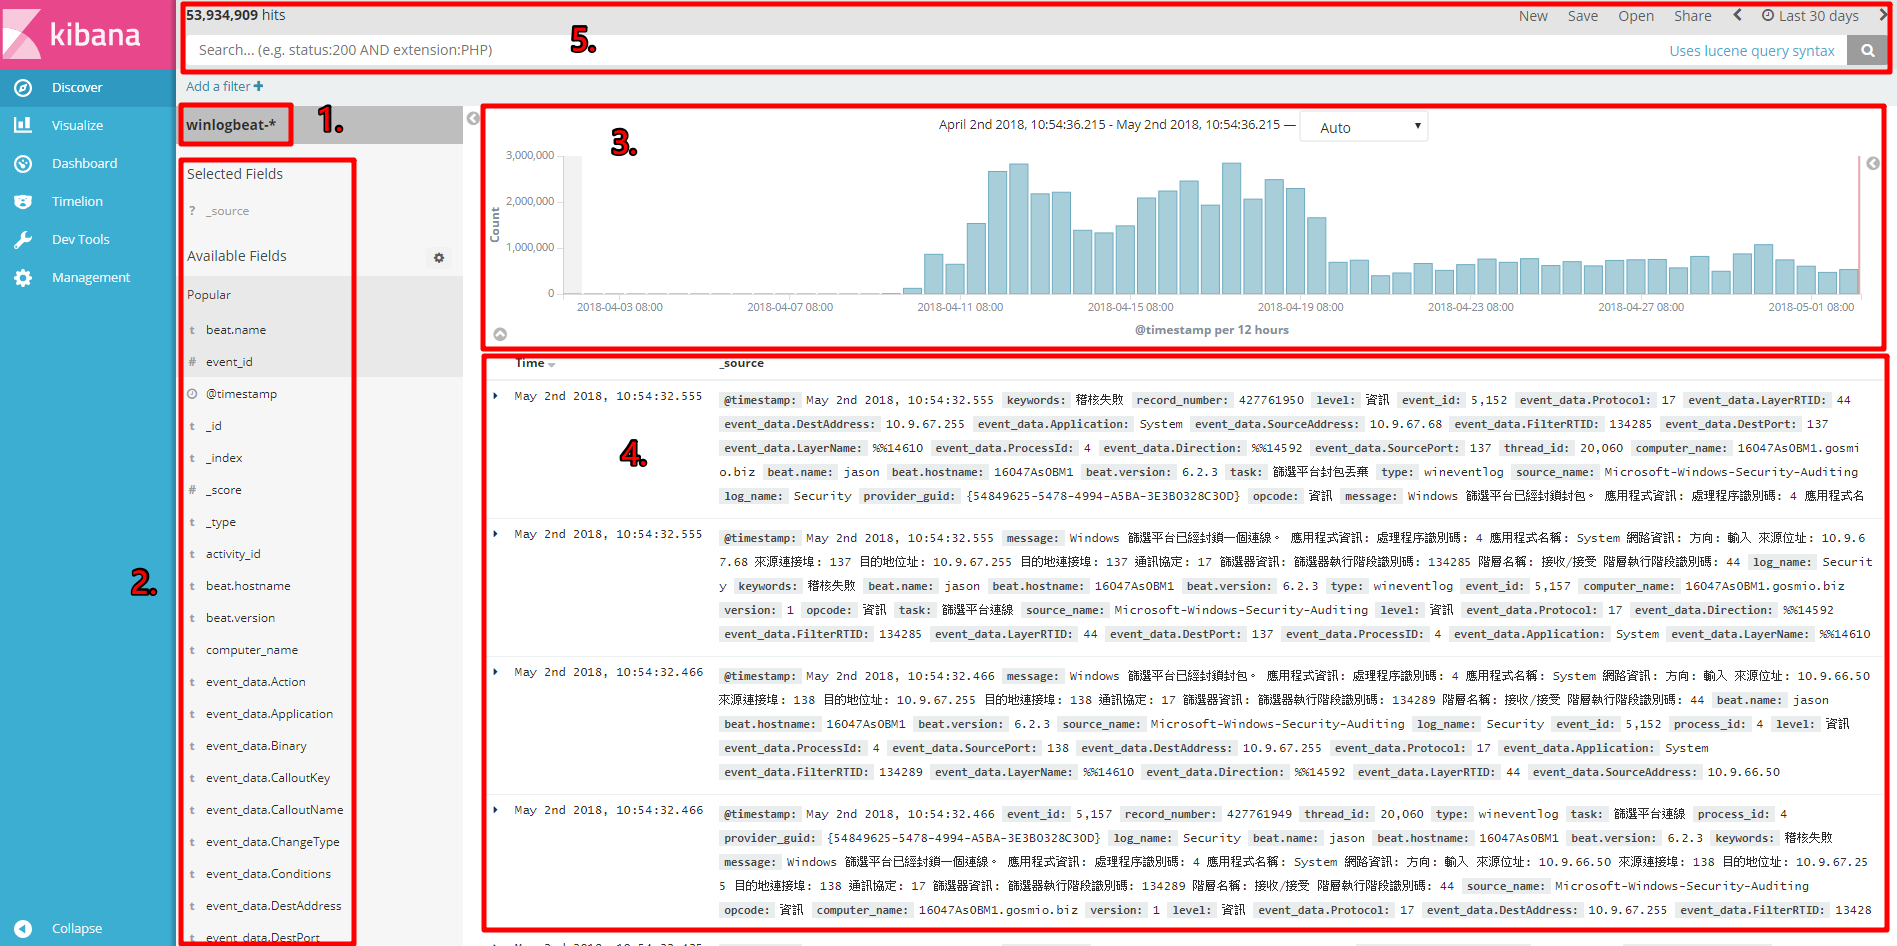 kibana
Discover
Visualize
Dashboard
Timelion
Dev Tools
Management
Collapse
53,934,909 hits
New Save Open Share Last 30 days
Search... (e.g. status:200 AND extension:PHP)
Uses lucene query syntax
5.
Add a filter
winlogbeat-*
1.
Selected Fields
? _source
Available Fields
Popular
t beat.name
# event_id
@timestamp
t _id
t _index
# _score
t _type
t activity_id
t beat.hostname
t beat.version
t computer_name
t event_data.Action
t event_data.Application
t event_data.Binary
t event_data.CalloutKey
t event_data.CalloutName
t event_data.ChangeType
t event_data.Conditions
t event_data.DestAddress
t event_data.DestPort
2.
3.
April 2nd 2018, 10:54:36.215 - May 2nd 2018, 10:54:36.215 — Auto
Count
3,000,000
2,000,000
1,000,000
0
2018-04-03 08:00 2018-04-07 08:00 2018-04-11 08:00 2018-04-15 08:00 2018-04-19 08:00 2018-04-23 08:00 2018-04-27 08:00 2018-05-01 08:00
@timestamp per 12 hours
4.
Time _source
May 2nd 2018, 10:54:32.555
@timestamp: May 2nd 2018, 10:54:32.555 keywords: 稽核失敗 record_number: 427761950 level: 資訊 event_id: 5,152 event_data.Protocol: 17 event_data.LayerRTID: 44
event_data.DestAddress: 10.9.67.255 event_data.Application: System event_data.SourceAddress: 10.9.67.68 event_data.FilterRTID: 134285 event_data.DestPort: 137
event_data.LayerName: %%14610 event_data.ProcessId: 4 event_data.Direction: %%14592 event_data.SourcePort: 137 thread_id: 20,060 computer_name: 16047As0BM1.gosmi
o.biz beat.name: jason beat.hostname: 16047As0BM1 beat.version: 6.2.3 task: 篩選平台封包丟棄 type: wineventlog source_name: Microsoft-Windows-Security-Auditing
log_name: Security provider_guid: {54849625-5478-4994-A5BA-3E3B0328C30D} opcode: 資訊 message: Windows 篩選平台已經封鎖封包。 應用程式資訊: 處理程序識別碼: 4 應用程式名
May 2nd 2018, 10:54:32.555
@timestamp: May 2nd 2018, 10:54:32.555 message: Windows 篩選平台已經封鎖一個連線。 應用程式資訊: 處理程序識別碼: 4 應用程式名稱: System 網路資訊: 方向: 輸入 來源位址: 10.9.6
7.68 來源連接埠: 137 目的地位址: 10.9.67.255 目的地連接埠: 137 通訊協定: 17 篩選器資訊: 篩選器執行階段識別碼: 134285 階層名稱: 接收/接受 階層執行階段識別碼: 44 log_name: Securit
y keywords: 稽核失敗 beat.name: jason beat.hostname: 16047As0BM1 beat.version: 6.2.3 type: wineventlog event_id: 5,157 computer_name: 16047As0BM1.gosmio.biz
version: 1 opcode: 資訊 task: 篩選平台連線 source_name: Microsoft-Windows-Security-Auditing level: 資訊 event_data.Protocol: 17 event_data.Direction: %%14592
event_data.FilterRTID: 134285 event_data.LayerRTID: 44 event_data.DestPort: 137 event_data.ProcessID: 4 event_data.Application: System event_data.LayerName: %%14610
May 2nd 2018, 10:54:32.466
@timestamp: May 2nd 2018, 10:54:32.466 message: Windows 篩選平台已經封鎖封包。 應用程式資訊: 處理程序識別碼: 4 應用程式名稱: System 網路資訊: 方向: 輸入 來源位址: 10.9.66.50
來源連接埠: 138 目的地位址: 10.9.67.255 目的地連接埠: 138 通訊協定: 17 篩選器資訊: 篩選器執行階段識別碼: 134289 階層名稱: 接收/接受 階層執行階段識別碼: 44 beat.name: jason
beat.hostname: 16047As0BM1 beat.version: 6.2.3 source_name: Microsoft-Windows-Security-Auditing log_name: Security event_id: 5,152 process_id: 4 level: 資訊
event_data.ProcessId: 4 event_data.SourcePort: 138 event_data.DestAddress: 10.9.67.255 event_data.Protocol: 17 event_data.Application: System
event_data.FilterRTID: 134289 event_data.LayerName: %%14610 event_data.Direction: %%14592 event_data.LayerRTID: 44 event_data.SourceAddress: 10.9.66.50
May 2nd 2018, 10:54:32.466
@timestamp: May 2nd 2018, 10:54:32.466 event_id: 5,157 record_number: 427761949 thread_id: 20,060 type: wineventlog task: 篩選平台連線 process_id: 4
provider_guid: {54849625-5478-4994-A5BA-3E3B0328C30D} log_name: Security beat.name: jason beat.hostname: 16047As0BM1 beat.version: 6.2.3 keywords: 稽核失敗
message: Windows 篩選平台已經封鎖一個連線。 應用程式資訊: 處理程序識別碼: 4 應用程式名稱: System 網路資訊: 方向: 輸入 來源位址: 10.9.66.50 來源連接埠: 138 目的地位址: 10.9.67.25
5 目的地連接埠: 138 通訊協定: 17 篩選器資訊: 篩選器執行階段識別碼: 134289 階層名稱: 接收/接受 階層執行階段識別碼: 44 source_name: Microsoft-Windows-Security-Auditing
opcode: 資訊 computer_name: 16047As0BM1.gosmio.biz version: 1 level: 資訊 event_data.Protocol: 17 event_data.DestAddress: 10.9.67.255 event_data.FilterRTID: 13428